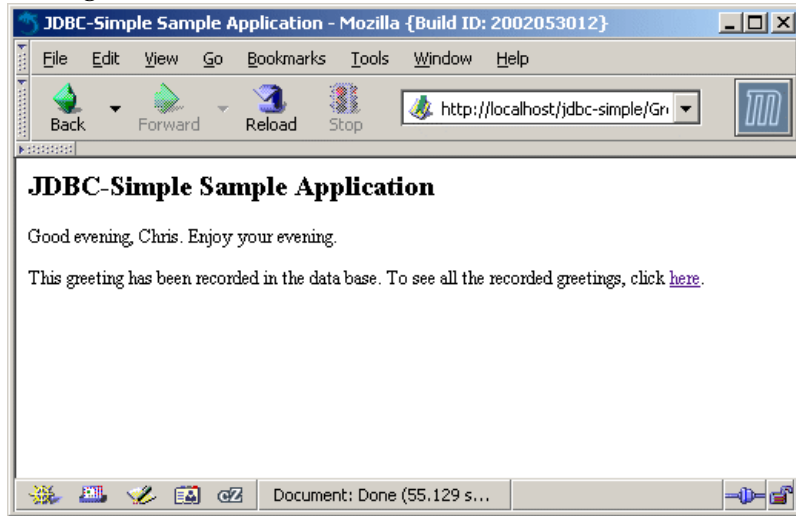 JDBC-Simple Sample Application - Mozilla {Build ID: 2002053012}
File Edit View Go Bookmarks Tools Window Help
Back Forward Reload Stop http://localhost/jdbc-simple/Gr
JDBC-Simple Sample Application
Good evening, Chris. Enjoy your evening.
This greeting has been recorded in the data base. To see all the recorded greetings, click here.
Document: Done (55.129 s...